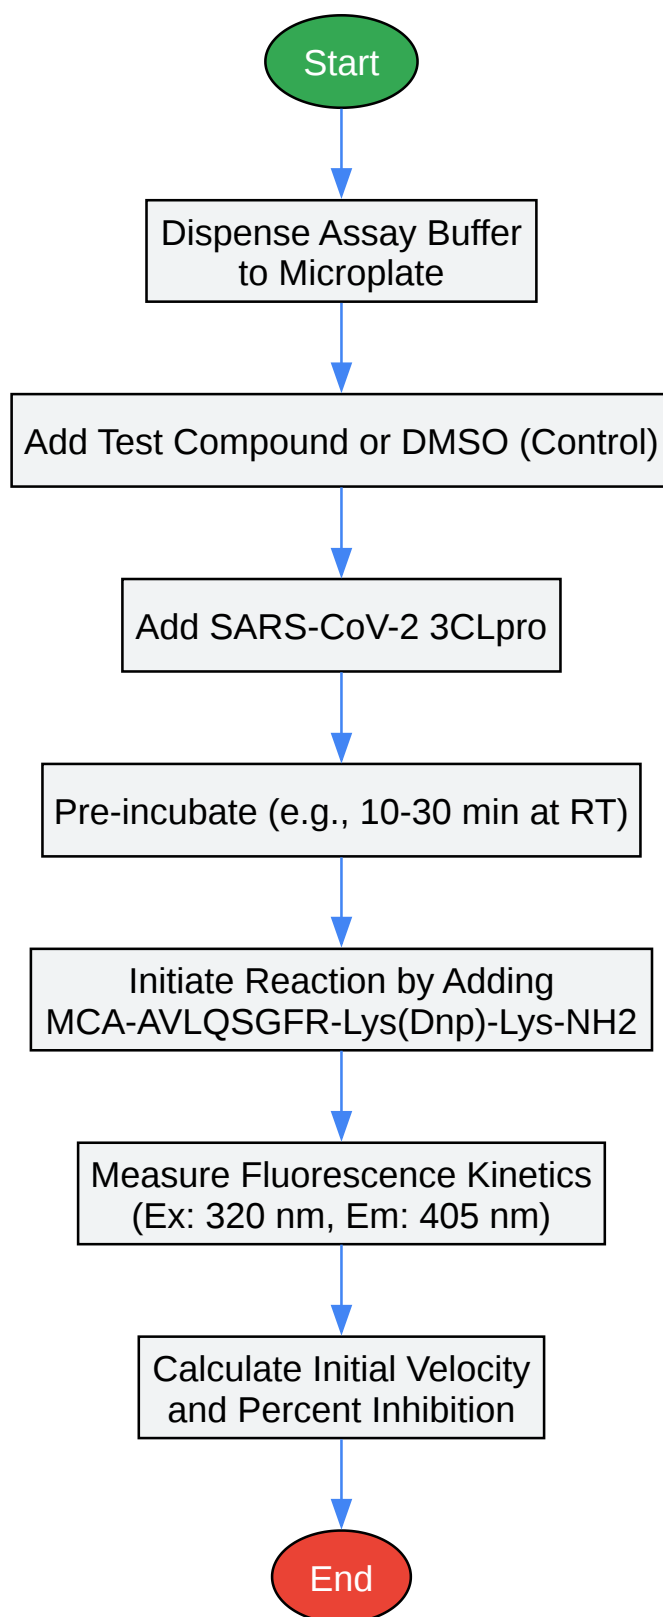 Start
Dispense Assay Buffer
to Microplate
Add Test Compound or DMSO (Control)
Add SARS-CoV-2 3CLpro
Pre-incubate (e.g., 10-30 min at RT)
Initiate Reaction by Adding
MCA-AVLQSGFR-Lys(Dnp)-Lys-NH2
Measure Fluorescence Kinetics
(Ex: 320 nm, Em: 405 nm)
Calculate Initial Velocity
and Percent Inhibition
End